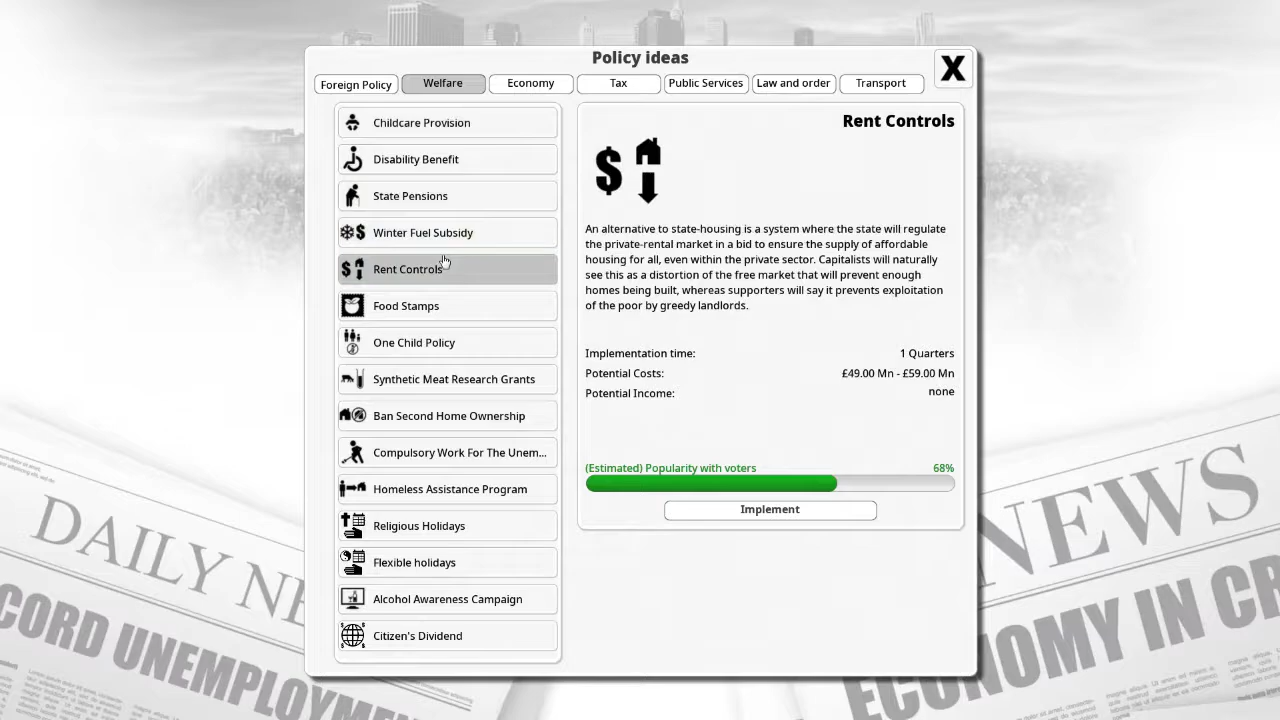 Policy ideas
X
Foreign Policy
Welfare
Economy
Tax
Public Services
Law and order
Transport
Childcare Provision
Disability Benefit
State Pensions
Winter Fuel Subsidy
Rent Controls
Food Stamps
One Child Policy
Synthetic Meat Research Grants
Ban Second Home Ownership
Compulsory Work For The Unem...
Homeless Assistance Program
Religious Holidays
Flexible holidays
Alcohol Awareness Campaign
Citizen's Dividend
Rent Controls
An alternative to state-housing is a system where the state will regulate
the private-rental market in a bid to ensure the supply of affordable
housing for all, even within the private sector. Capitalists will naturally
see this as a distortion of the free market that will prevent enough
homes being built, whereas supporters will say it prevents exploitation
of the poor by greedy landlords.
Implementation time: 1 Quarters
Potential Costs: £49.00 Mn - £59.00 Mn
Potential Income: none
(Estimated) Popularity with voters 68%
Implement
DAILY NE
CORD UNEMPLOYM
NEWS
ECONOMY IN CR